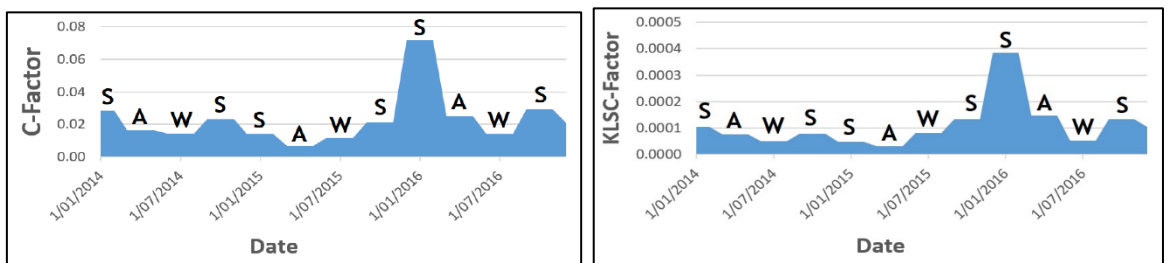 C-Factor
0.08
0.06
0.04
0.02
0.00
S
A
W
S
S
A
W
S
S
A
W
S
1/01/2014
1/07/2014
1/01/2015
1/07/2015
1/01/2016
1/07/2016
Date
KLSC-Factor
0.0005
0.0004
0.0003
0.0002
0.0001
0.0000
S
A
W
S
S
A
W
S
S
A
W
S
1/01/2014
1/07/2014
1/01/2015
1/07/2015
1/01/2016
1/07/2016
Date